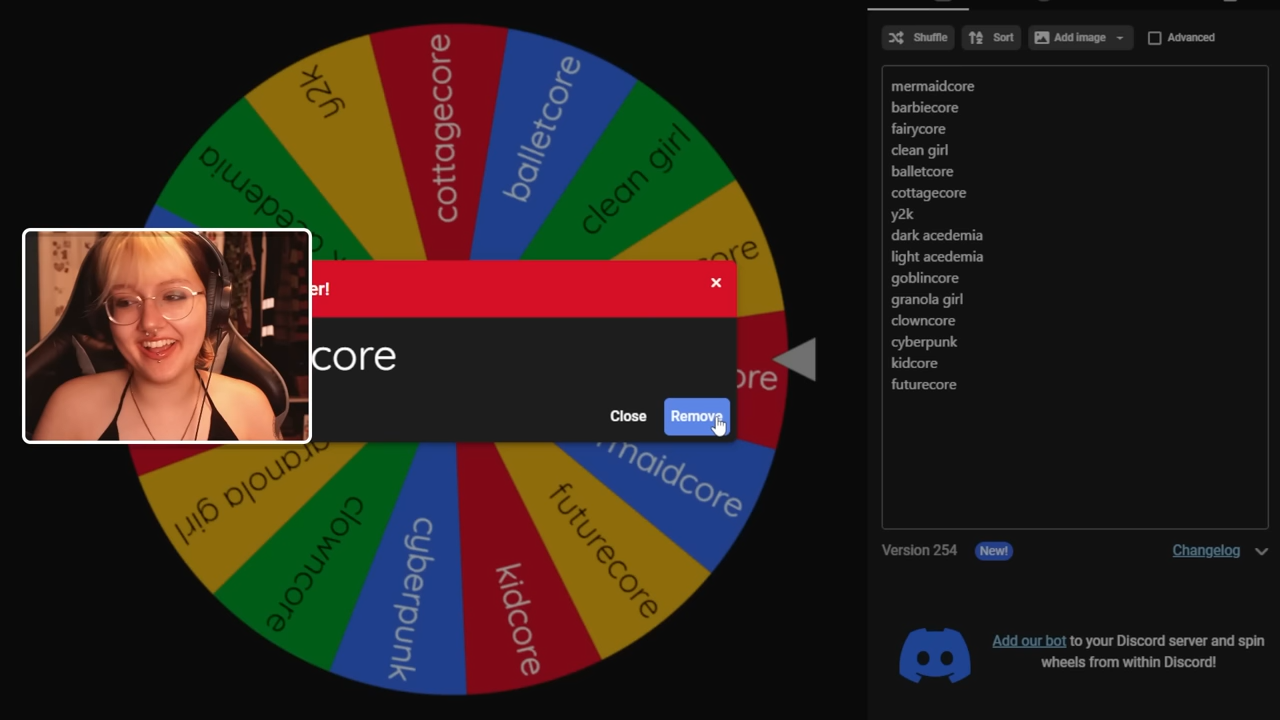 Shuffle
Sort
Add image
Advanced
mermaidcore
barbiecore
fairycore
clean girl
balletcore
cottagecore
y2k
dark acedemia
light acedemia
goblincore
granola girl
clowncore
cyberpunk
kidcore
futurecore
Version 254
New!
Changelog
Add our bot to your Discord server and spin
wheels from within Discord!
y2k
cottagecore
balletcore
clean girl
core
ore
maidcore
futurecore
kidcore
cyberpunk
clowncore
granola girl
acedemia
er!
×
core
Close
Remove